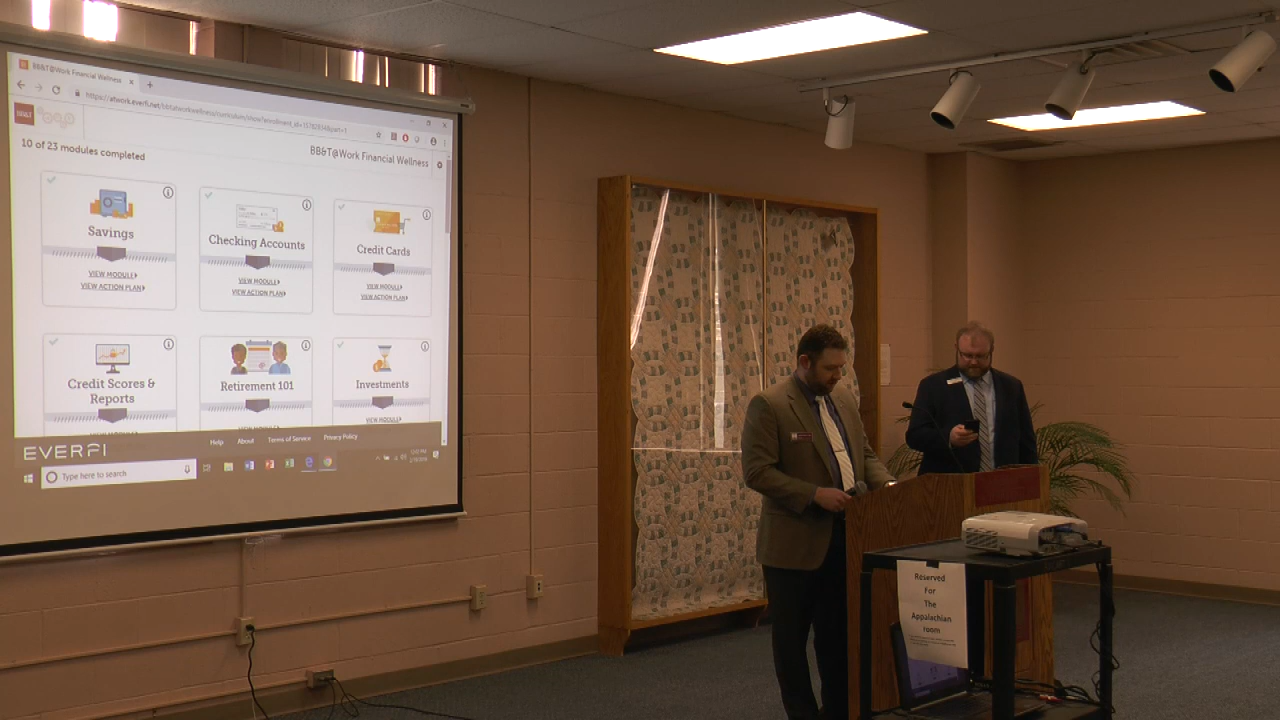 BB&T@Work Financial Wellness
BB&T
10 of 23 modules completed
BB&T@Work Financial Wellness
Savings
VIEW MODULE
VIEW ACTION PLAN
Checking Accounts
VIEW MODULE
VIEW ACTION PLAN
Credit Cards
VIEW MODULE
VIEW ACTION PLAN
Credit Scores &
Reports
Retirement 101
Investments
EVERFI
Help About Terms of Service Privacy Policy
Type here to search
Reserved
For
The
Appalachian
room